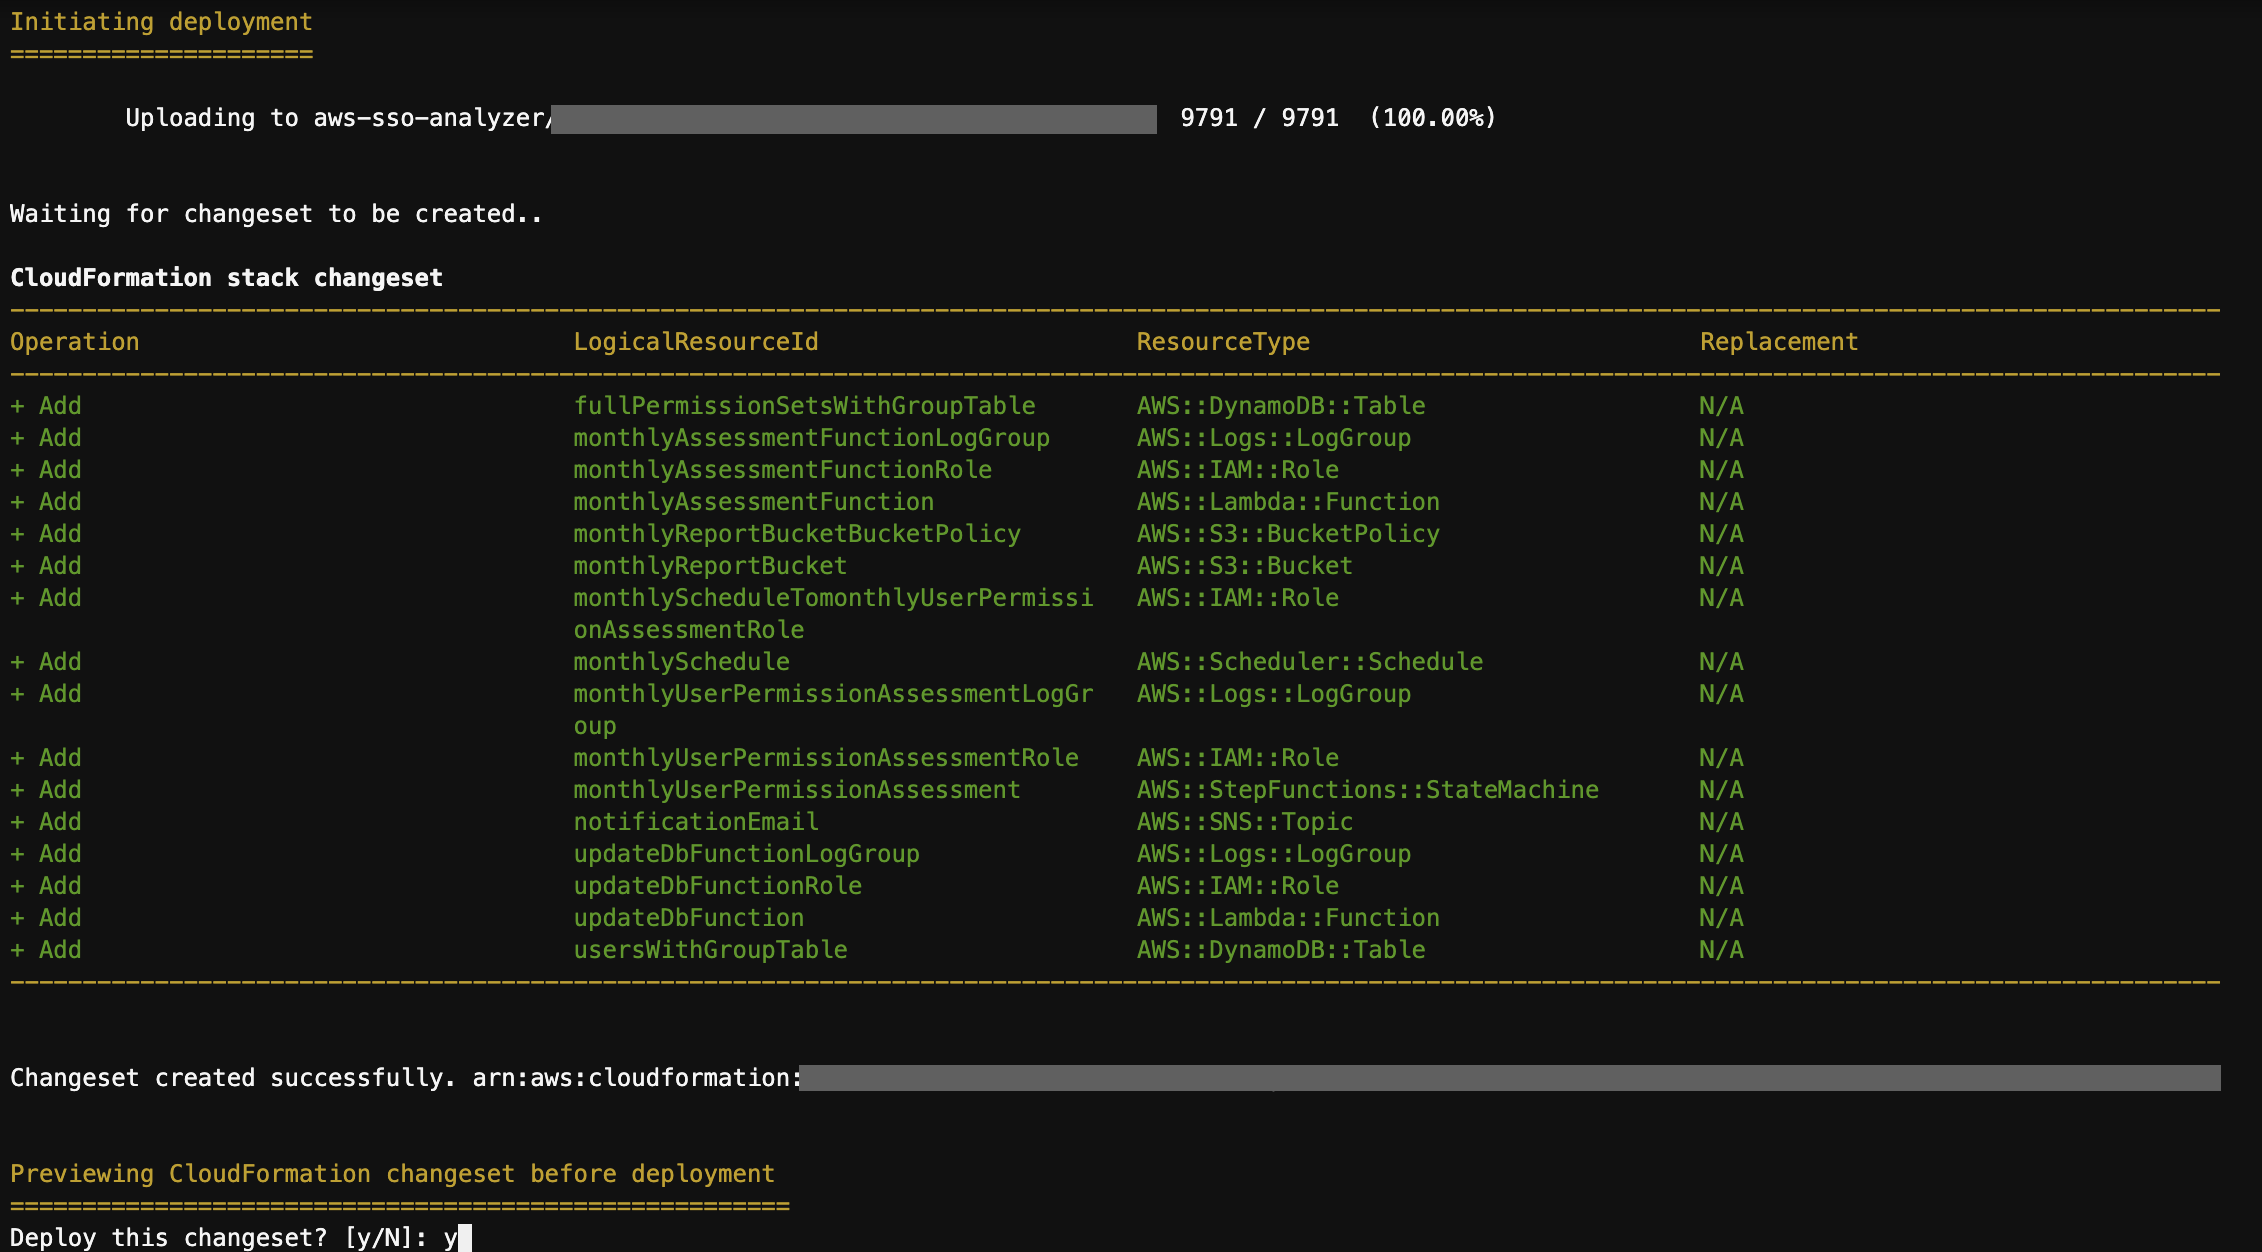 Initiating deployment
=====================
Uploading to aws-sso-analyzer/ 9791 / 9791 (100.00%)
Waiting for changeset to be created..
CloudFormation stack changeset
Operation LogicalResourceId ResourceType Replacement
+ Add fullPermissionSetsWithGroupTable AWS::DynamoDB::Table N/A
+ Add monthlyAssessmentFunctionLogGroup AWS::Logs::LogGroup N/A
+ Add monthlyAssessmentFunctionRole AWS::IAM::Role N/A
+ Add monthlyAssessmentFunction AWS::Lambda::Function N/A
+ Add monthlyReportBucketBucketPolicy AWS::S3::BucketPolicy N/A
+ Add monthlyReportBucket AWS::S3::Bucket N/A
+ Add monthlyScheduleTomonthlyUserPermissi AWS::IAM::Role N/A
onAssessmentRole
+ Add monthlySchedule AWS::Scheduler::Schedule N/A
+ Add monthlyUserPermissionAssessmentLogGr AWS::Logs::LogGroup N/A
oup
+ Add monthlyUserPermissionAssessmentRole AWS::IAM::Role N/A
+ Add monthlyUserPermissionAssessment AWS::StepFunctions::StateMachine N/A
+ Add notificationEmail AWS::SNS::Topic N/A
+ Add updateDbFunctionLogGroup AWS::Logs::LogGroup N/A
+ Add updateDbFunctionRole AWS::IAM::Role N/A
+ Add updateDbFunction AWS::Lambda::Function N/A
+ Add usersWithGroupTable AWS::DynamoDB::Table N/A
Changeset created successfully. arn:aws:cloudformation:
Previewing CloudFormation changeset before deployment
======================================================
Deploy this changeset? [y/N]: y